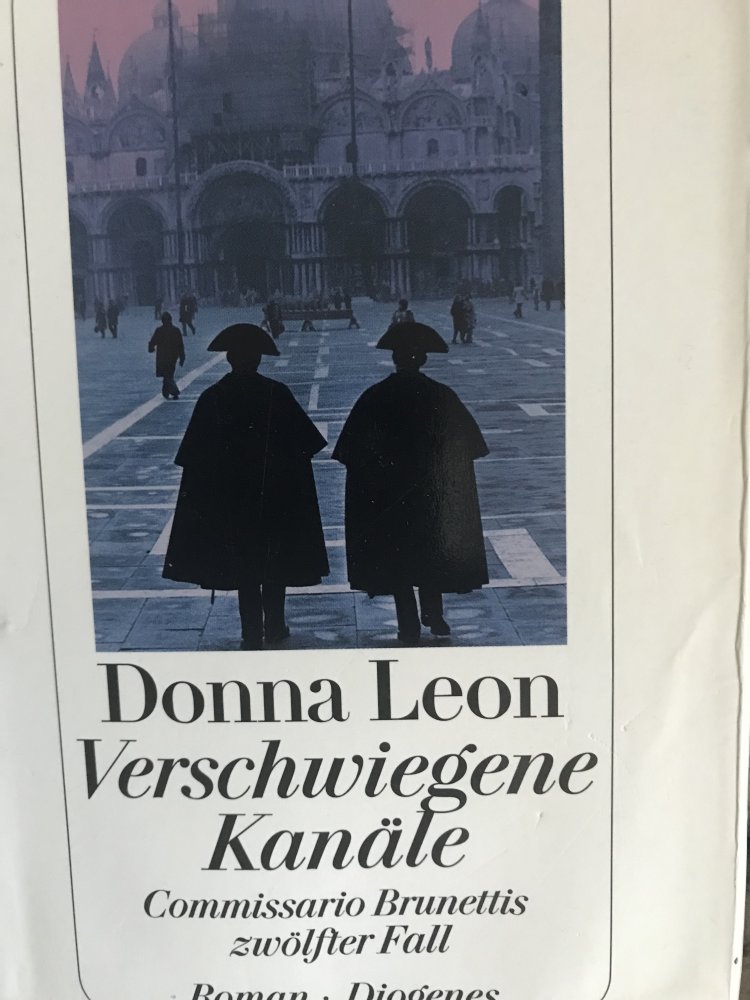 Donna Leon
Verschwiegene
Kanäle
Commissario Brunettis
zwölfter Fall
Roman · Diogenes